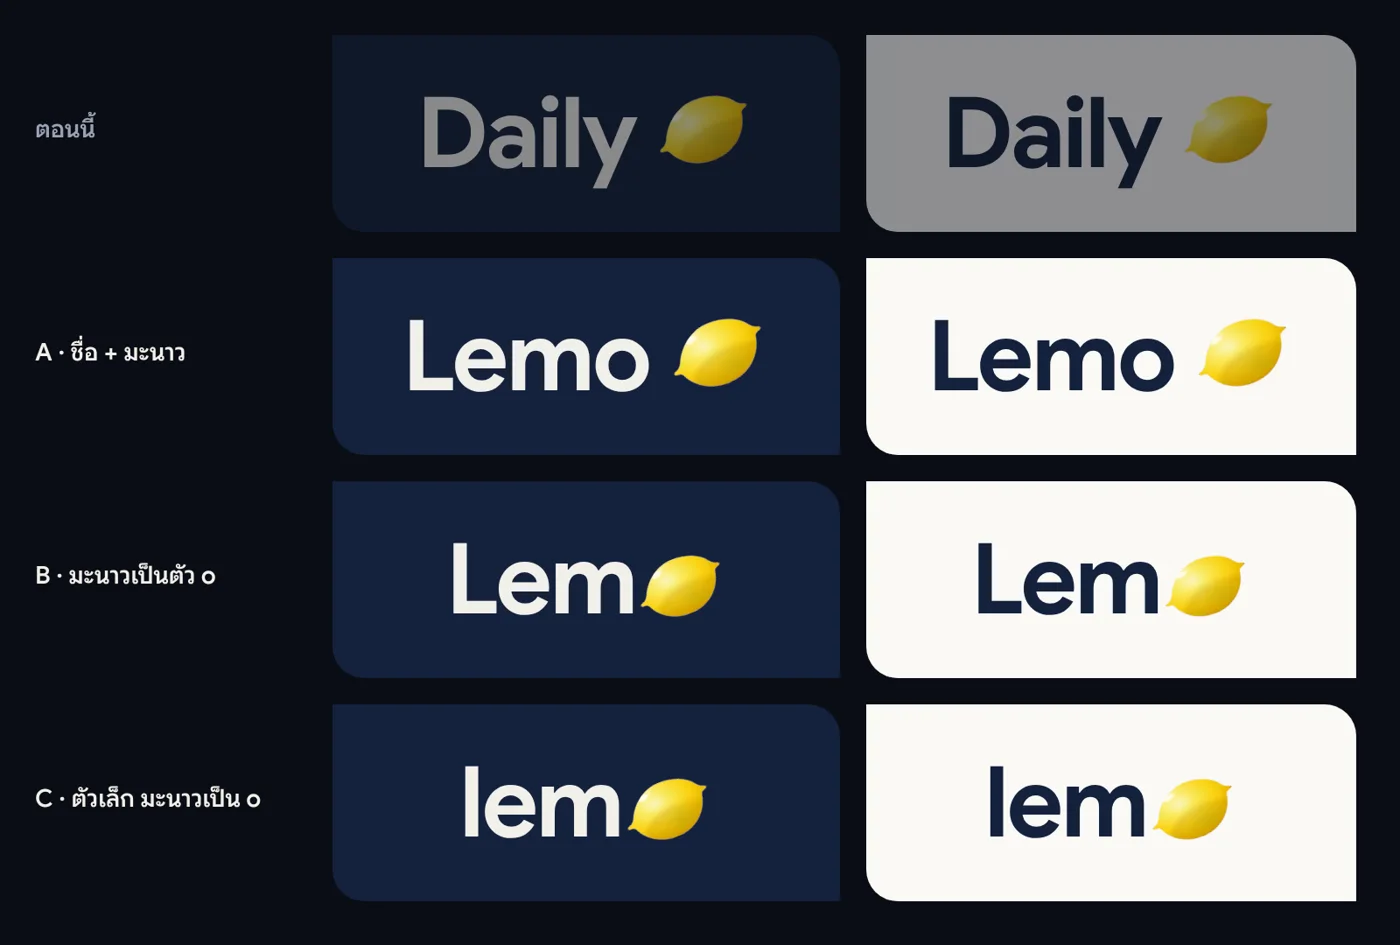 ตอนนี้
Daily
Daily
A · ชื่อ + มะนาว
Lemo
Lemo
B · มะนาวเป็นตัว o
Lem
Lem
C · ตัวเล็ก มะนาวเป็น o
lem
lem